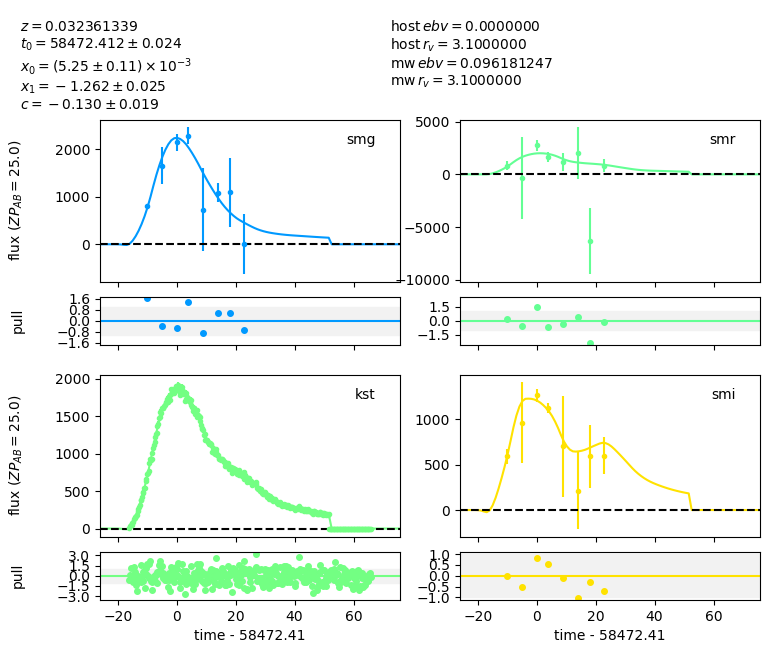 z = 0.032361339
t₀ = 58472.412 ± 0.024
x₀ = (5.25 ± 0.11) × 10⁻³
x₁ = −1.262 ± 0.025
c = −0.130 ± 0.019
host ebv = 0.0000000
host r_v = 3.1000000
mw ebv = 0.096181247
mw r_v = 3.1000000
flux (ZP_AB = 25.0)
2000
1000
0
smg
5000
0
−5000
−10000
smr
pull
1.6
0.8
0.0
−0.8
−1.6
1.5
0.0
−1.5
flux (ZP_AB = 25.0)
2000
1500
1000
500
0
kst
1000
500
0
smi
pull
3.0
1.5
0.0
−1.5
−3.0
1.0
0.5
0.0
−0.5
−1.0
−20 0 20 40 60
time - 58472.41
−20 0 20 40 60
time - 58472.41